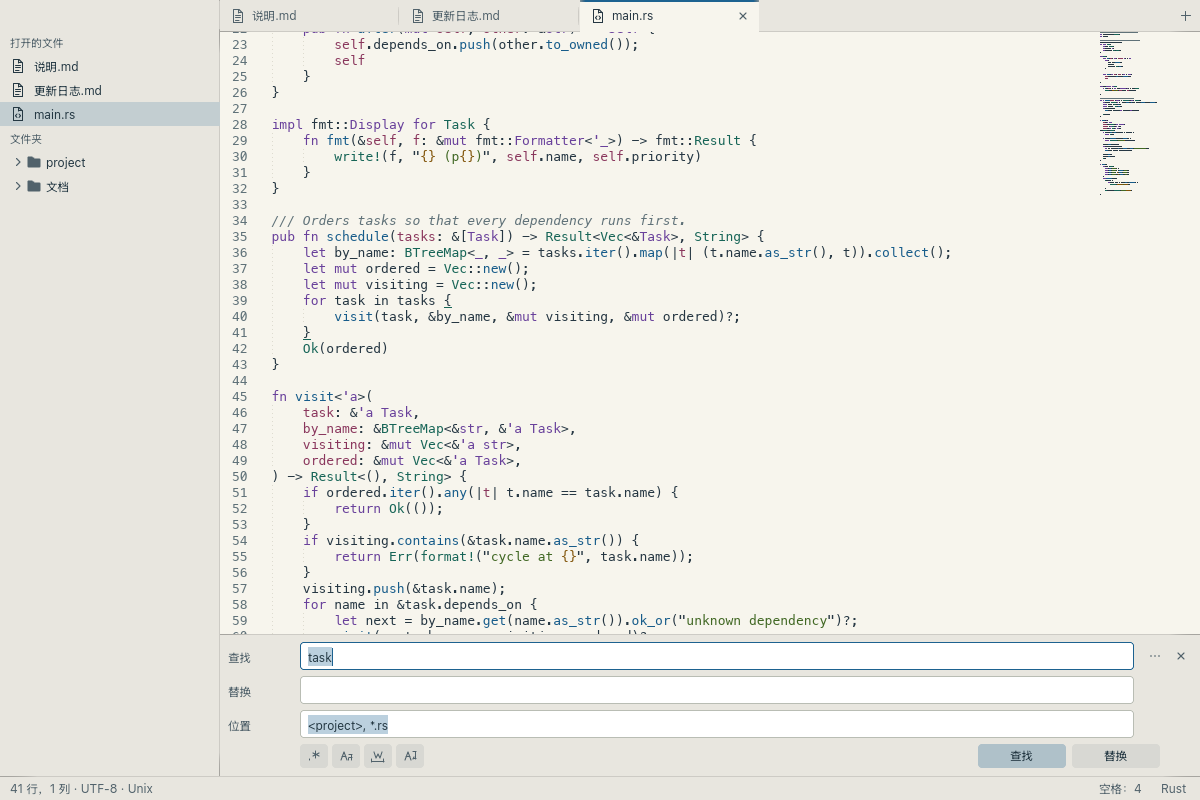 说明.md
更新日志.md
main.rs
打开的文件
说明.md
更新日志.md
main.rs
文件夹
project
文档
23 self.depends_on.push(other.to_owned());
24 self
25 }
26 }
27
28 impl fmt::Display for Task {
29 fn fmt(&self, f: &mut fmt::Formatter<'_>) -> fmt::Result {
30 write!(f, "{} (p{})", self.name, self.priority)
31 }
32 }
33
34 /// Orders tasks so that every dependency runs first.
35 pub fn schedule(tasks: &[Task]) -> Result<Vec<&Task>, String> {
36 let by_name: BTreeMap<_, _> = tasks.iter().map(|t| (t.name.as_str(), t)).collect();
37 let mut ordered = Vec::new();
38 let mut visiting = Vec::new();
39 for task in tasks {
40 visit(task, &by_name, &mut visiting, &mut ordered)?;
41 }
42 Ok(ordered)
43 }
44
45 fn visit<'a>(
46 task: &'a Task,
47 by_name: &BTreeMap<&str, &'a Task>,
48 visiting: &mut Vec<&'a str>,
49 ordered: &mut Vec<&'a Task>,
50 ) -> Result<(), String> {
51 if ordered.iter().any(|t| t.name == task.name) {
52 return Ok(());
53 }
54 if visiting.contains(&task.name.as_str()) {
55 return Err(format!("cycle at {}", task.name));
56 }
57 visiting.push(&task.name);
58 for name in &task.depends_on {
59 let next = by_name.get(name.as_str()).ok_or("unknown dependency")?;
查找 task
替换
位置 <project>, *.rs
查找 替换
41 行，1 列 · UTF-8 · Unix
空格：4 Rust